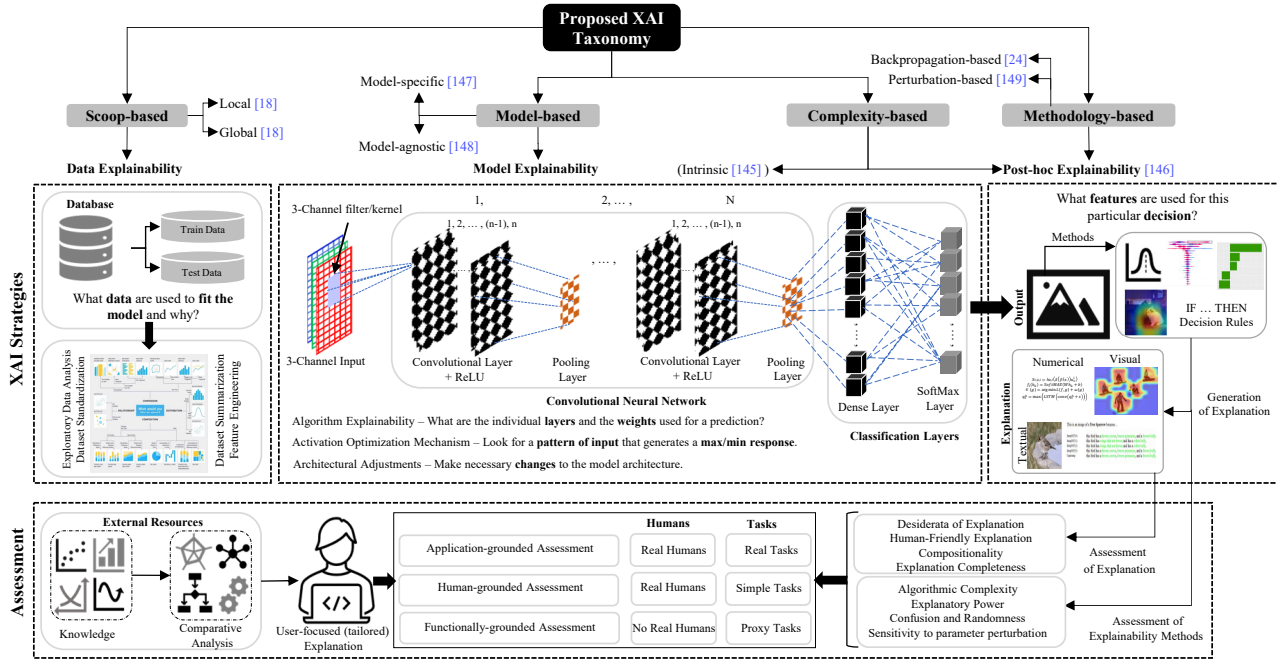 Proposed XAI
Taxonomy
Scoop-based
Local [18]
Global [18]
Data Explainability
Model-specific [147]
Model-agnostic [148]
Model-based
Model Explainability
Complexity-based
(Intrinsic [145] )
Backpropagation-based [24]
Perturbation-based [149]
Methodology-based
Post-hoc Explainability [146]
XAI Strategies
Database
Train Data
Test Data
What data are used to fit the
model and why?
Exploratory Data Analysis
Dataset Standardization
Dataset Summarization
Feature Engineering
1,
2, … ,
N
3-Channel filter/kernel
1, 2, … , (n-1), n
1, 2, … , (n-1), n
… , … ,
3-Channel Input
Convolutional Layer
+ ReLU
Pooling
Layer
Convolutional Layer
+ ReLU
Pooling
Layer
Convolutional Neural Network
Dense Layer
SoftMax
Layer
Classification Layers
Algorithm Explainability – What are the individual layers and the weights used for a prediction?
Activation Optimization Mechanism – Look for a pattern of input that generates a max/min response.
Architectural Adjustments – Make necessary changes to the model architecture.
What features are used for this
particular decision?
Methods
Output
IF … THEN
Decision Rules
Explanation
Numerical
Visual
Textual
Generation
of Explanation
Assessment
External Resources
Knowledge
Comparative
Analysis
User-focused (tailored)
Explanation
Humans
Tasks
Application-grounded Assessment
Real Humans
Real Tasks
Human-grounded Assessment
Real Humans
Simple Tasks
Functionally-grounded Assessment
No Real Humans
Proxy Tasks
Desiderata of Explanation
Human-Friendly Explanation
Compositionality
Explanation Completeness
Assessment
of Explanation
Algorithmic Complexity
Explanatory Power
Confusion and Randomness
Sensitivity to parameter perturbation
Assessment of
Explainability Methods